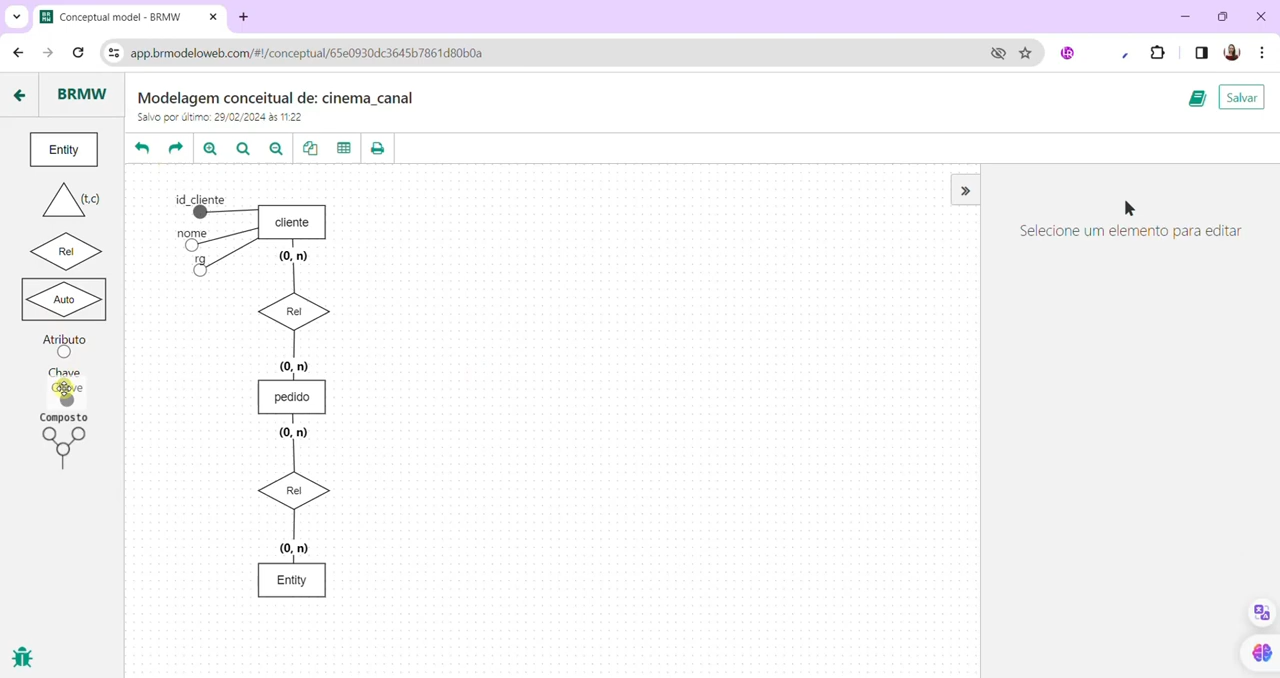 Conceptual model - BRMW
app.brmodeloweb.com/#!/conceptual/65e0930dc3645b7861d80b0a
BRMW
Modelagem conceitual de: cinema_canal
Salvo por último: 29/02/2024 às 11:22
Salvar
Entity
(t,c)
Rel
Auto
Atributo
Chave
Chave
Composto
id_cliente
nome
rg
cliente
(0, n)
Rel
(0, n)
pedido
(0, n)
Rel
(0, n)
Entity
Selecione um elemento para editar